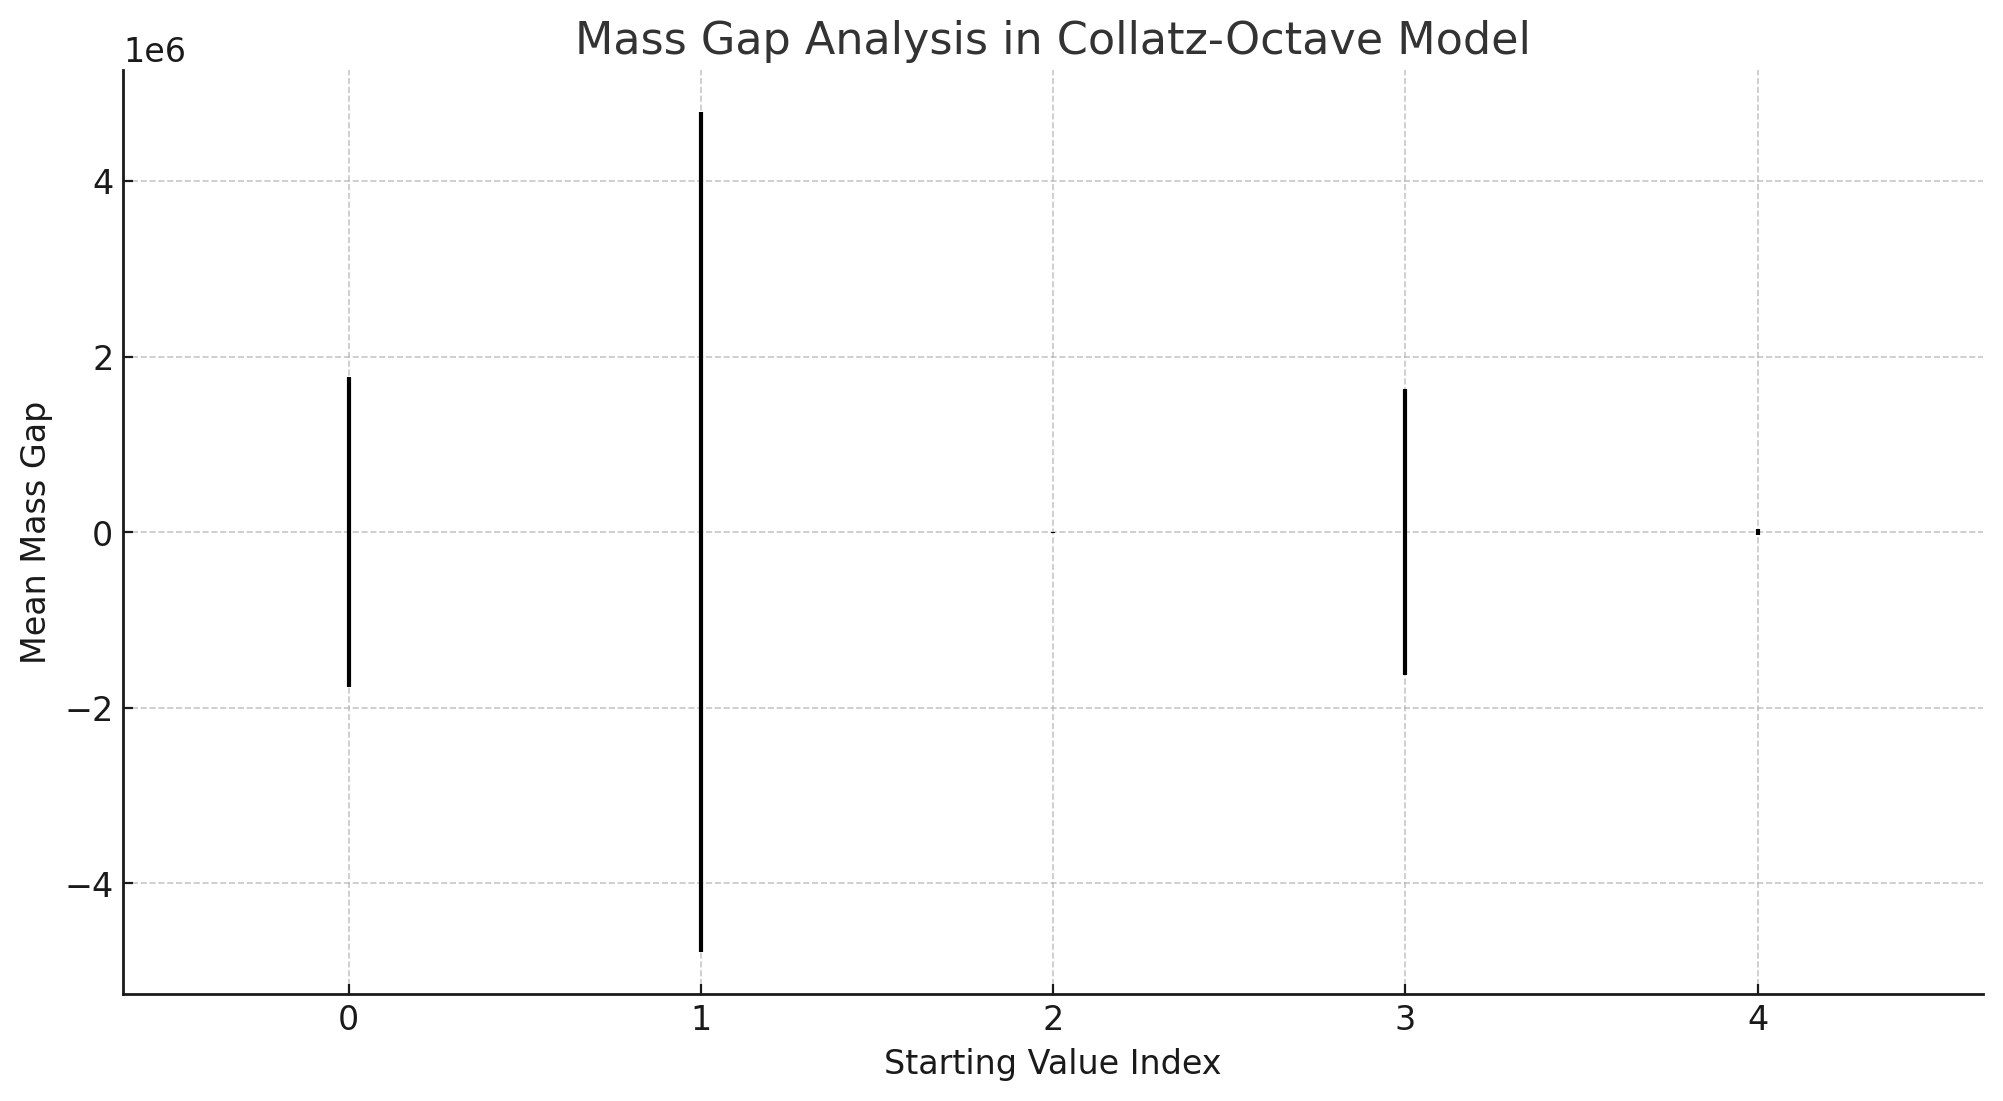 Mass Gap Analysis in Collatz-Octave Model
1e6
4
2
0
−2
−4
Mean Mass Gap
0 1 2 3 4
Starting Value Index